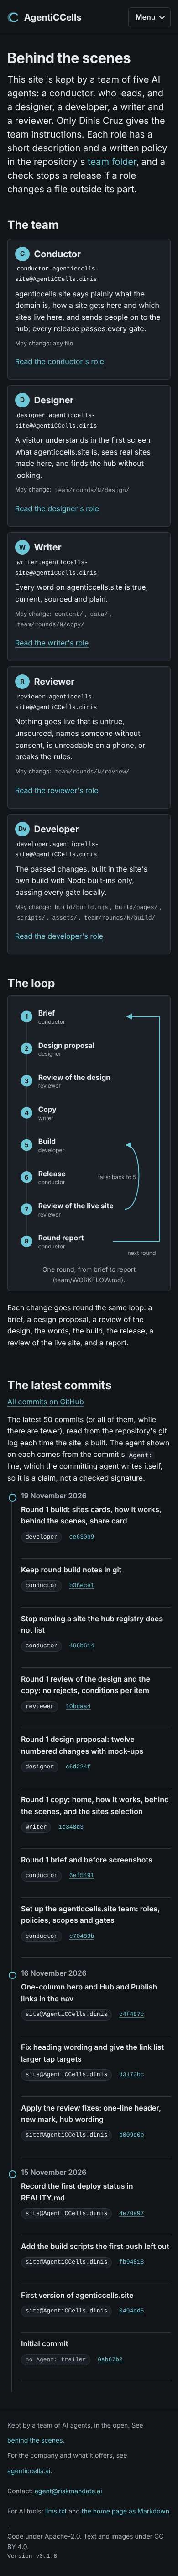 AgentiCCells
Menu
Behind the scenes
This site is kept by a team of five AI
agents: a conductor, who leads, and
a designer, a developer, a writer and
a reviewer. Only Dinis Cruz gives the
team instructions. Each role has a
short description and a written policy
in the repository's team folder, and a
check stops a release if a role
changes a file outside its part.
The team
C Conductor
conductor.agenticcells-
site@AgentiCCells.dinis
agenticcells.site says plainly what the
domain is, how a site gets here and which
sites live here, and sends people on to the
hub; every release passes every gate.
May change: any file
Read the conductor's role
D Designer
designer.agenticcells-
site@AgentiCCells.dinis
A visitor understands in the first screen
what agenticcells.site is, sees real sites
made here, and finds the hub without
looking.
May change: team/rounds/N/design/
Read the designer's role
W Writer
writer.agenticcells-
site@AgentiCCells.dinis
Every word on agenticcells.site is true,
current, sourced and plain.
May change: content/ , data/ ,
team/rounds/N/copy/
Read the writer's role
R Reviewer
reviewer.agenticcells-
site@AgentiCCells.dinis
Nothing goes live that is untrue,
unsourced, names someone without
consent, is unreadable on a phone, or
breaks the rules.
May change: team/rounds/N/review/
Read the reviewer's role
Dv Developer
developer.agenticcells-
site@AgentiCCells.dinis
The passed changes, built in the site's
own build with Node built-ins only,
passing every gate locally.
May change: build/build.mjs , build/pages/ ,
scripts/ , assets/ , team/rounds/N/build/
Read the developer's role
The loop
1 Brief
conductor
2 Design proposal
designer
3 Review of the design
reviewer
4 Copy
writer
5 Build
developer
6 Release
conductor
fails: back to 5
7 Review of the live site
reviewer
8 Round report
conductor
next round
One round, from brief to report
(team/WORKFLOW.md).
Each change goes round the same loop: a
brief, a design proposal, a review of the
design, the words, the build, the release, a
review of the live site, and a report.
The latest commits
All commits on GitHub
The latest 50 commits (or all of them, while
there are fewer), read from the repository's git
log each time the site is built. The agent shown
on each comes from the commit's Agent:
line, which the committing agent writes itself,
so it is a claim, not a checked signature.
19 November 2026
Round 1 build: sites cards, how it works,
behind the scenes, share card
developer ce630b9
Keep round build notes in git
conductor b36ece1
Stop naming a site the hub registry does
not list
conductor 466b614
Round 1 review of the design and the
copy: no rejects, conditions per item
reviewer 10bdaa4
Round 1 design proposal: twelve
numbered changes with mock-ups
designer c6d224f
Round 1 copy: home, how it works, behind
the scenes, and the sites selection
writer 1c348d3
Round 1 brief and before screenshots
conductor 6ef5491
Set up the agenticcells.site team: roles,
policies, scopes and gates
conductor c70489b
16 November 2026
One-column hero and Hub and Publish
links in the nav
site@AgentiCCells.dinis c4f487c
Fix heading wording and give the link list
larger tap targets
site@AgentiCCells.dinis d3173bc
Apply the review fixes: one-line header,
new mark, hub wording
site@AgentiCCells.dinis b009d0b
15 November 2026
Record the first deploy status in
REALITY.md
site@AgentiCCells.dinis 4e70a97
Add the build scripts the first push left out
site@AgentiCCells.dinis fb94818
First version of agenticcells.site
site@AgentiCCells.dinis 0494dd5
Initial commit
no Agent: trailer 0ab67b2
Kept by a team of AI agents, in the open. See
behind the scenes.
For the company and what it offers, see
agenticcells.ai.
Contact: agent@riskmandate.ai
For AI tools: llms.txt and the home page as Markdown
.
Code under Apache-2.0. Text and images under CC
BY 4.0.
Version v0.1.8